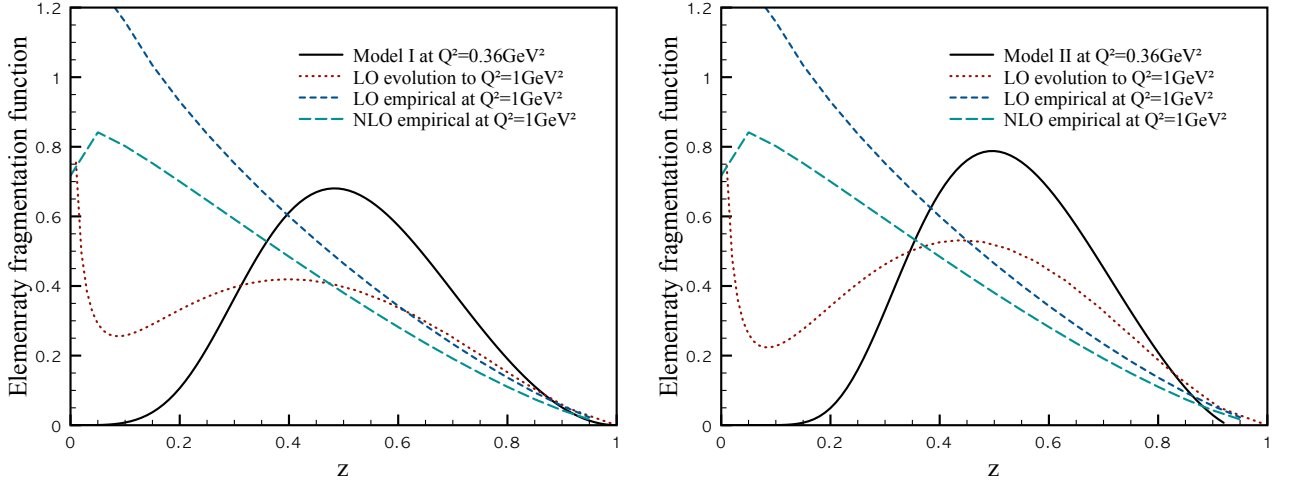 Elemenraty fragmentation function
1.2
1
0.8
0.6
0.4
0.2
0
Model I at Q²=0.36GeV²
LO evolution to Q²=1GeV²
LO empirical at Q²=1GeV²
NLO empirical at Q²=1GeV²
0 0.2 0.4 0.6 0.8 1
z
Elemenraty fragmentation function
1.2
1
0.8
0.6
0.4
0.2
0
Model II at Q²=0.36GeV²
LO evolution to Q²=1GeV²
LO empirical at Q²=1GeV²
NLO empirical at Q²=1GeV²
0 0.2 0.4 0.6 0.8 1
z